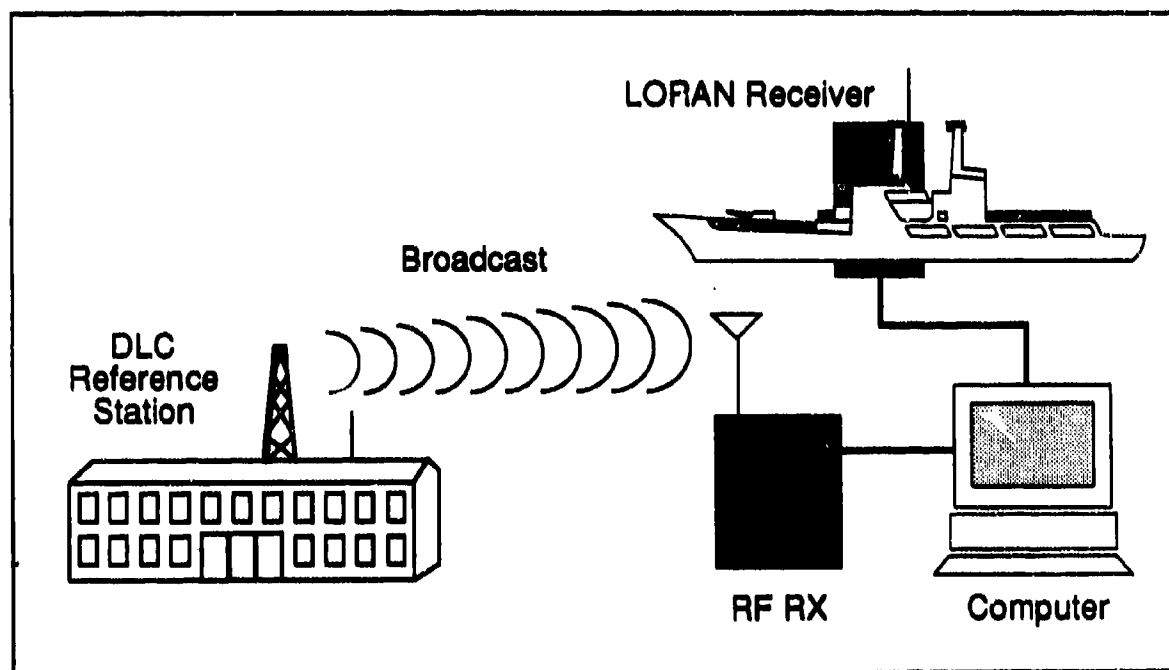 LORAN Receiver
Broadcast
DLC
Reference
Station
RF RX
Computer